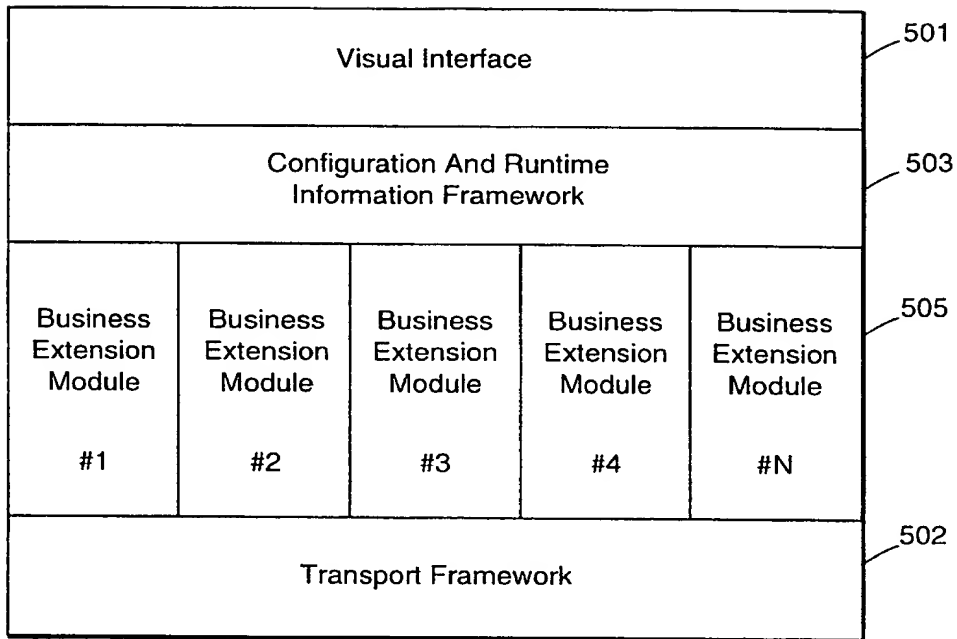 Visual Interface
501
Configuration And Runtime
Information Framework
503
Business
Extension
Module
#1
Business
Extension
Module
#2
Business
Extension
Module
#3
Business
Extension
Module
#4
Business
Extension
Module
#N
505
Transport Framework
502